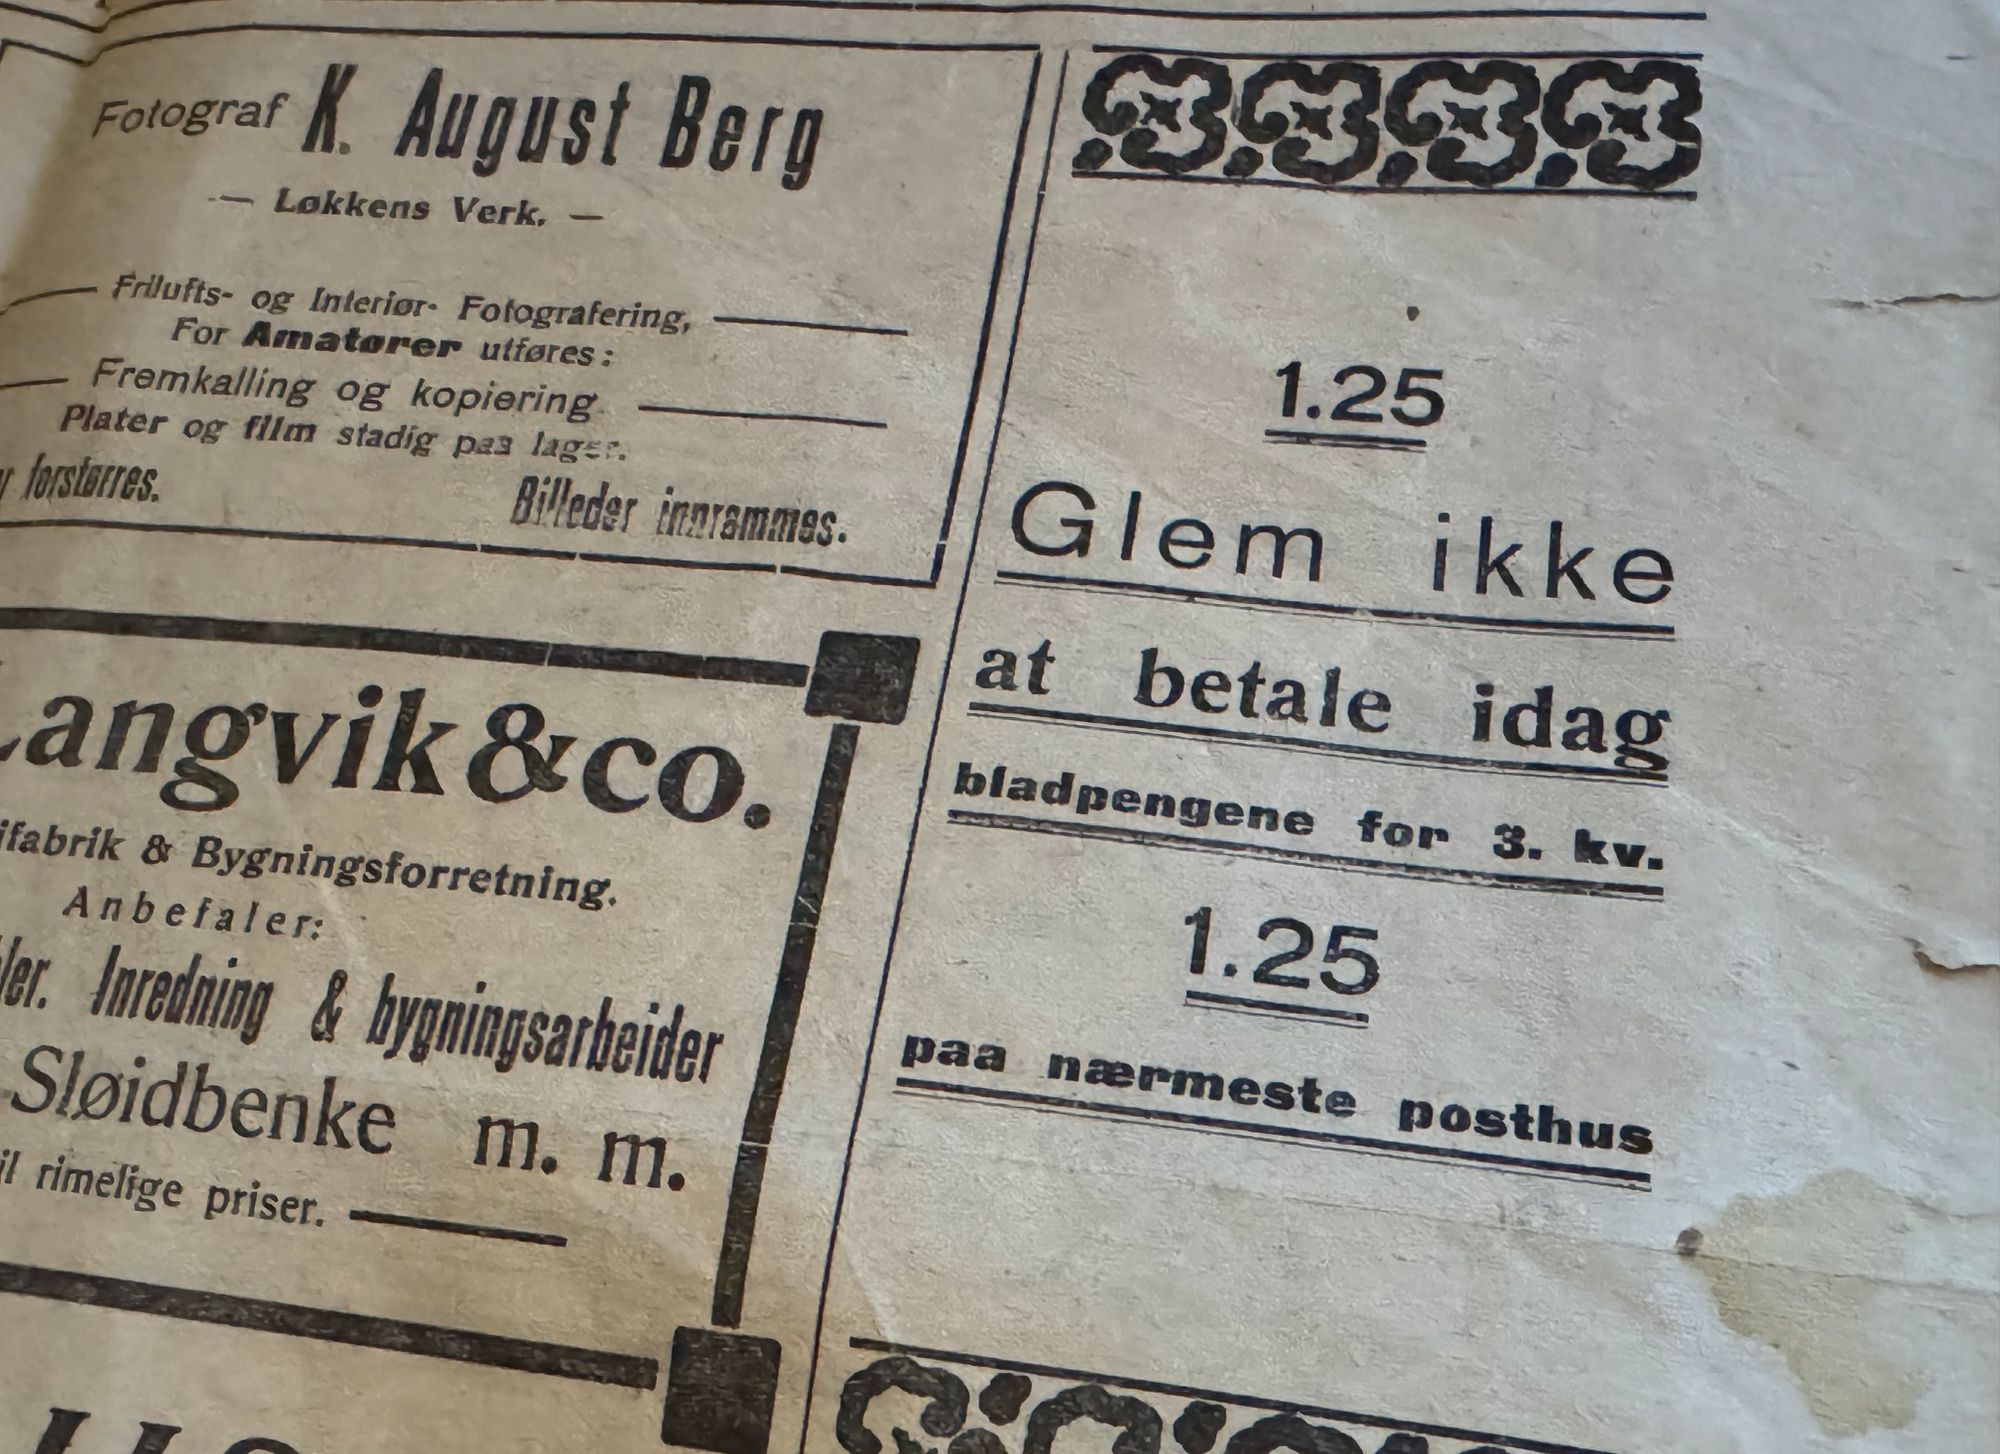 Fotograf K. August Berg
— Løkkens Verk. —
Frilufts- og Interiør- Fotografering,
For Amatører utføres:
Fremkalling og kopiering
Plater og film stadig paa lager.
forstørres. Billeder innrammes.
Langvik & co.
& Bygningsforretning.
Anbefaler:
Inredning & bygningsarbeider
Sløidbenke m. m.
rimelige priser.
1.25
Glem ikke
at betale idag
bladpengene for 3. kv.
1.25
paa nærmeste posthus